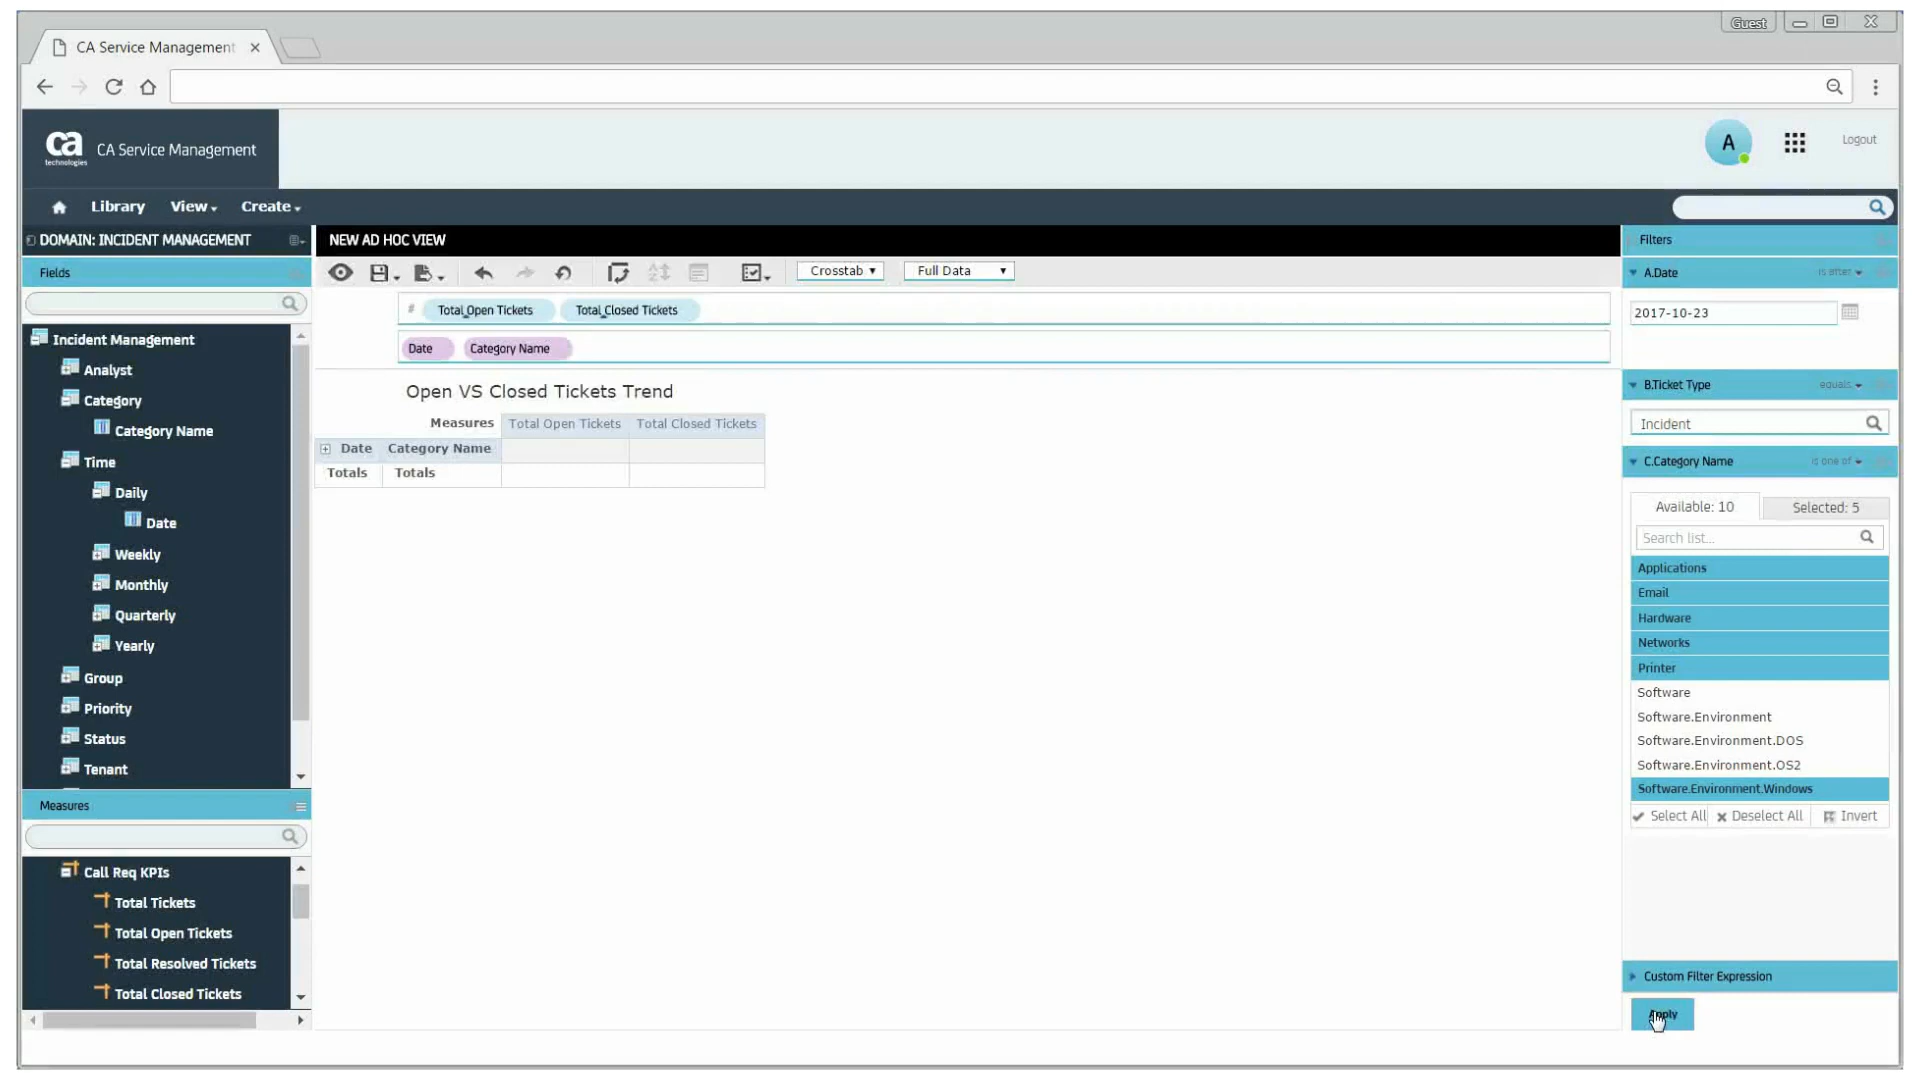 Guest
CA Service Management
ca
technologies
CA Service Management
A
Logout
Library View Create
DOMAIN: INCIDENT MANAGEMENT
NEW AD HOC VIEW
Filters
Fields
Crosstab
Full Data
A.Date
is after
# Total Open Tickets Total Closed Tickets
2017-10-23
Date Category Name
Incident Management
Analyst
Category
Category Name
Time
Daily
Date
Weekly
Monthly
Quarterly
Yearly
Group
Priority
Status
Tenant
Open VS Closed Tickets Trend
Measures Total Open Tickets Total Closed Tickets
Date Category Name
Totals Totals
B.Ticket Type equals
Incident
C.Category Name is one of
Available: 10 Selected: 5
Search list...
Applications
Email
Hardware
Networks
Printer
Software
Software.Environment
Software.Environment.DOS
Software.Environment.OS2
Software.Environment.Windows
Select All Deselect All Invert
Measures
Call Req KPIs
Total Tickets
Total Open Tickets
Total Resolved Tickets
Total Closed Tickets
Custom Filter Expression
Apply